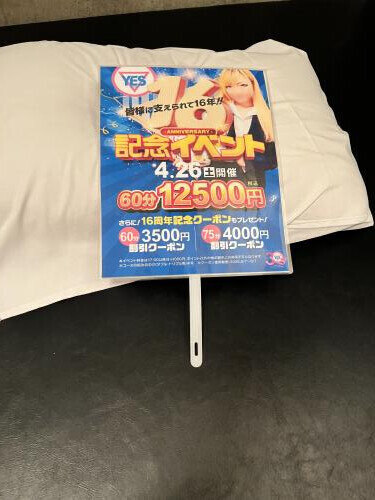 YES
16
皆様に支えられて16年!!
ANNIVERSARY
記念イベント
4.26土開催
60分12500円
税込
さらに!16周年記念クーポンもプレゼント!
60分 3500円 割引クーポン
75分 4000円 割引クーポン